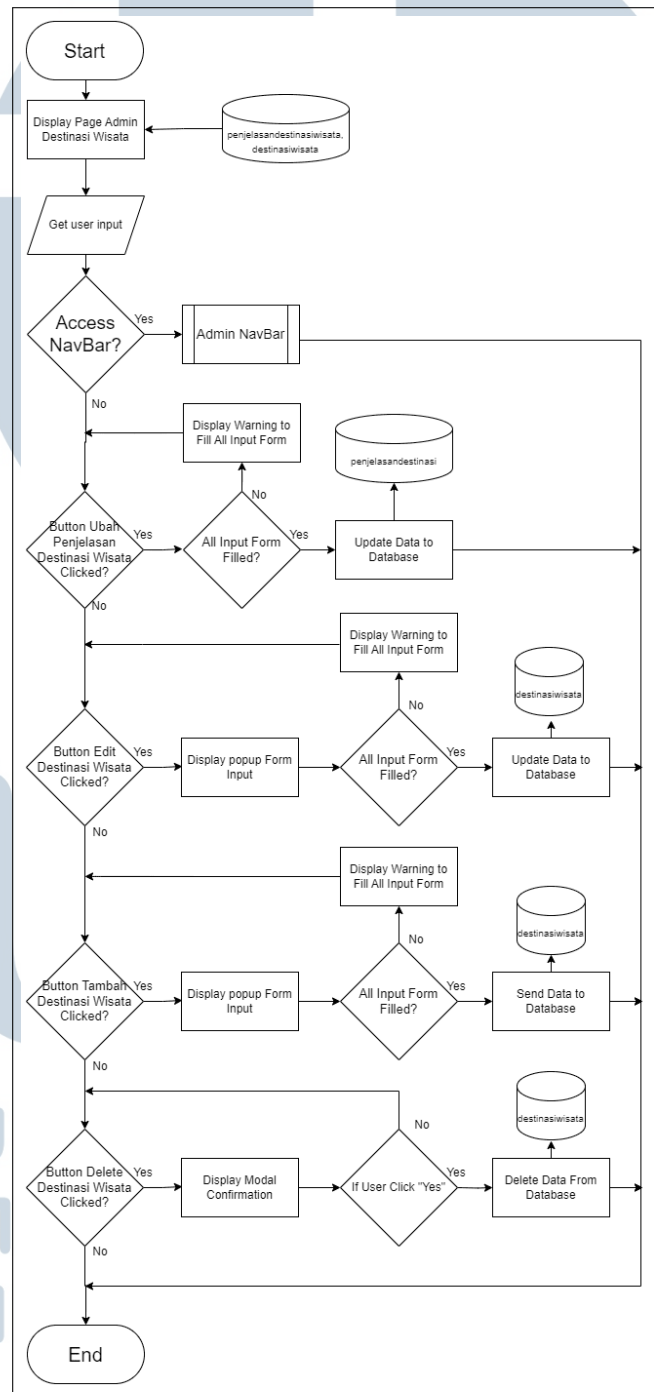 Start
Display Page Admin
Destinasi Wisata
penjelasandestinasiwisata,
destinasiwisata
Get user input
Access
NavBar?
Yes
Admin NavBar
No
Display Warning to
Fill All Input Form
penjelasandestinasi
No
Button Ubah
Penjelasan
Destinasi Wisata
Clicked?
Yes
All Input Form
Filled?
Yes
Update Data to
Database
No
Display Warning to
Fill All Input Form
destinasiwisata
No
Button Edit
Destinasi Wisata
Clicked?
Yes
Display popup Form
Input
All Input Form
Filled?
Yes
Update Data to
Database
No
Display Warning to
Fill All Input Form
destinasiwisata
No
Button Tambah
Destinasi Wisata
Clicked?
Yes
Display popup Form
Input
All Input Form
Filled?
Yes
Send Data to
Database
No
destinasiwisata
No
Button Delete
Destinasi Wisata
Clicked?
Yes
Display Modal
Confirmation
If User Click "Yes"
Yes
Delete Data From
Database
No
End